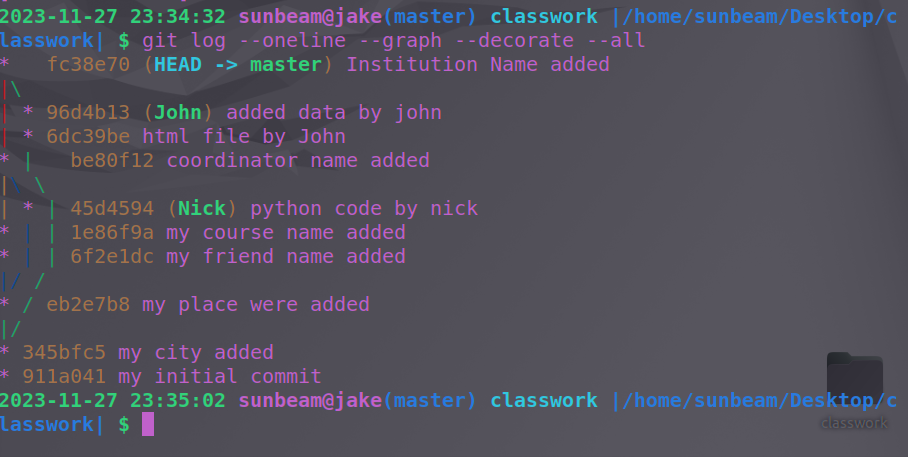 2023-11-27 23:34:32 sunbeam@jake(master) classwork |/home/sunbeam/Desktop/c
lasswork| $ git log --oneline --graph --decorate --all
*   fc38e70 (HEAD -> master) Institution Name added
|\
| * 96d4b13 (John) added data by john
| * 6dc39be html file by John
* |   be80f12 coordinator name added
|\ \
| * | 45d4594 (Nick) python code by nick
* | | 1e86f9a my course name added
* | | 6f2e1dc my friend name added
|/ /
* / eb2e7b8 my place were added
|/
* 345bfc5 my city added
* 911a041 my initial commit
2023-11-27 23:35:02 sunbeam@jake(master) classwork |/home/sunbeam/Desktop/c
lasswork| $
classwork